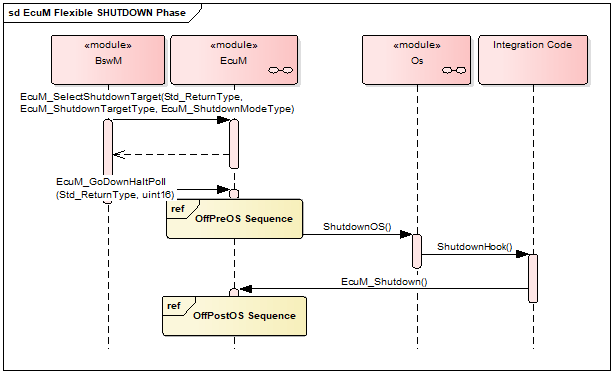 sd EcuM Flexible SHUTDOWN Phase
«module»
BswM
«module»
EcuM
«module»
Os
Integration Code
EcuM_SelectShutdownTarget(Std_ReturnType,
EcuM_ShutdownTargetType, EcuM_ShutdownModeType)
EcuM_GoDownHaltPoll
(Std_ReturnType, uint16)
ref
OffPreOS Sequence
ShutdownOS()
ShutdownHook()
EcuM_Shutdown()
ref
OffPostOS Sequence